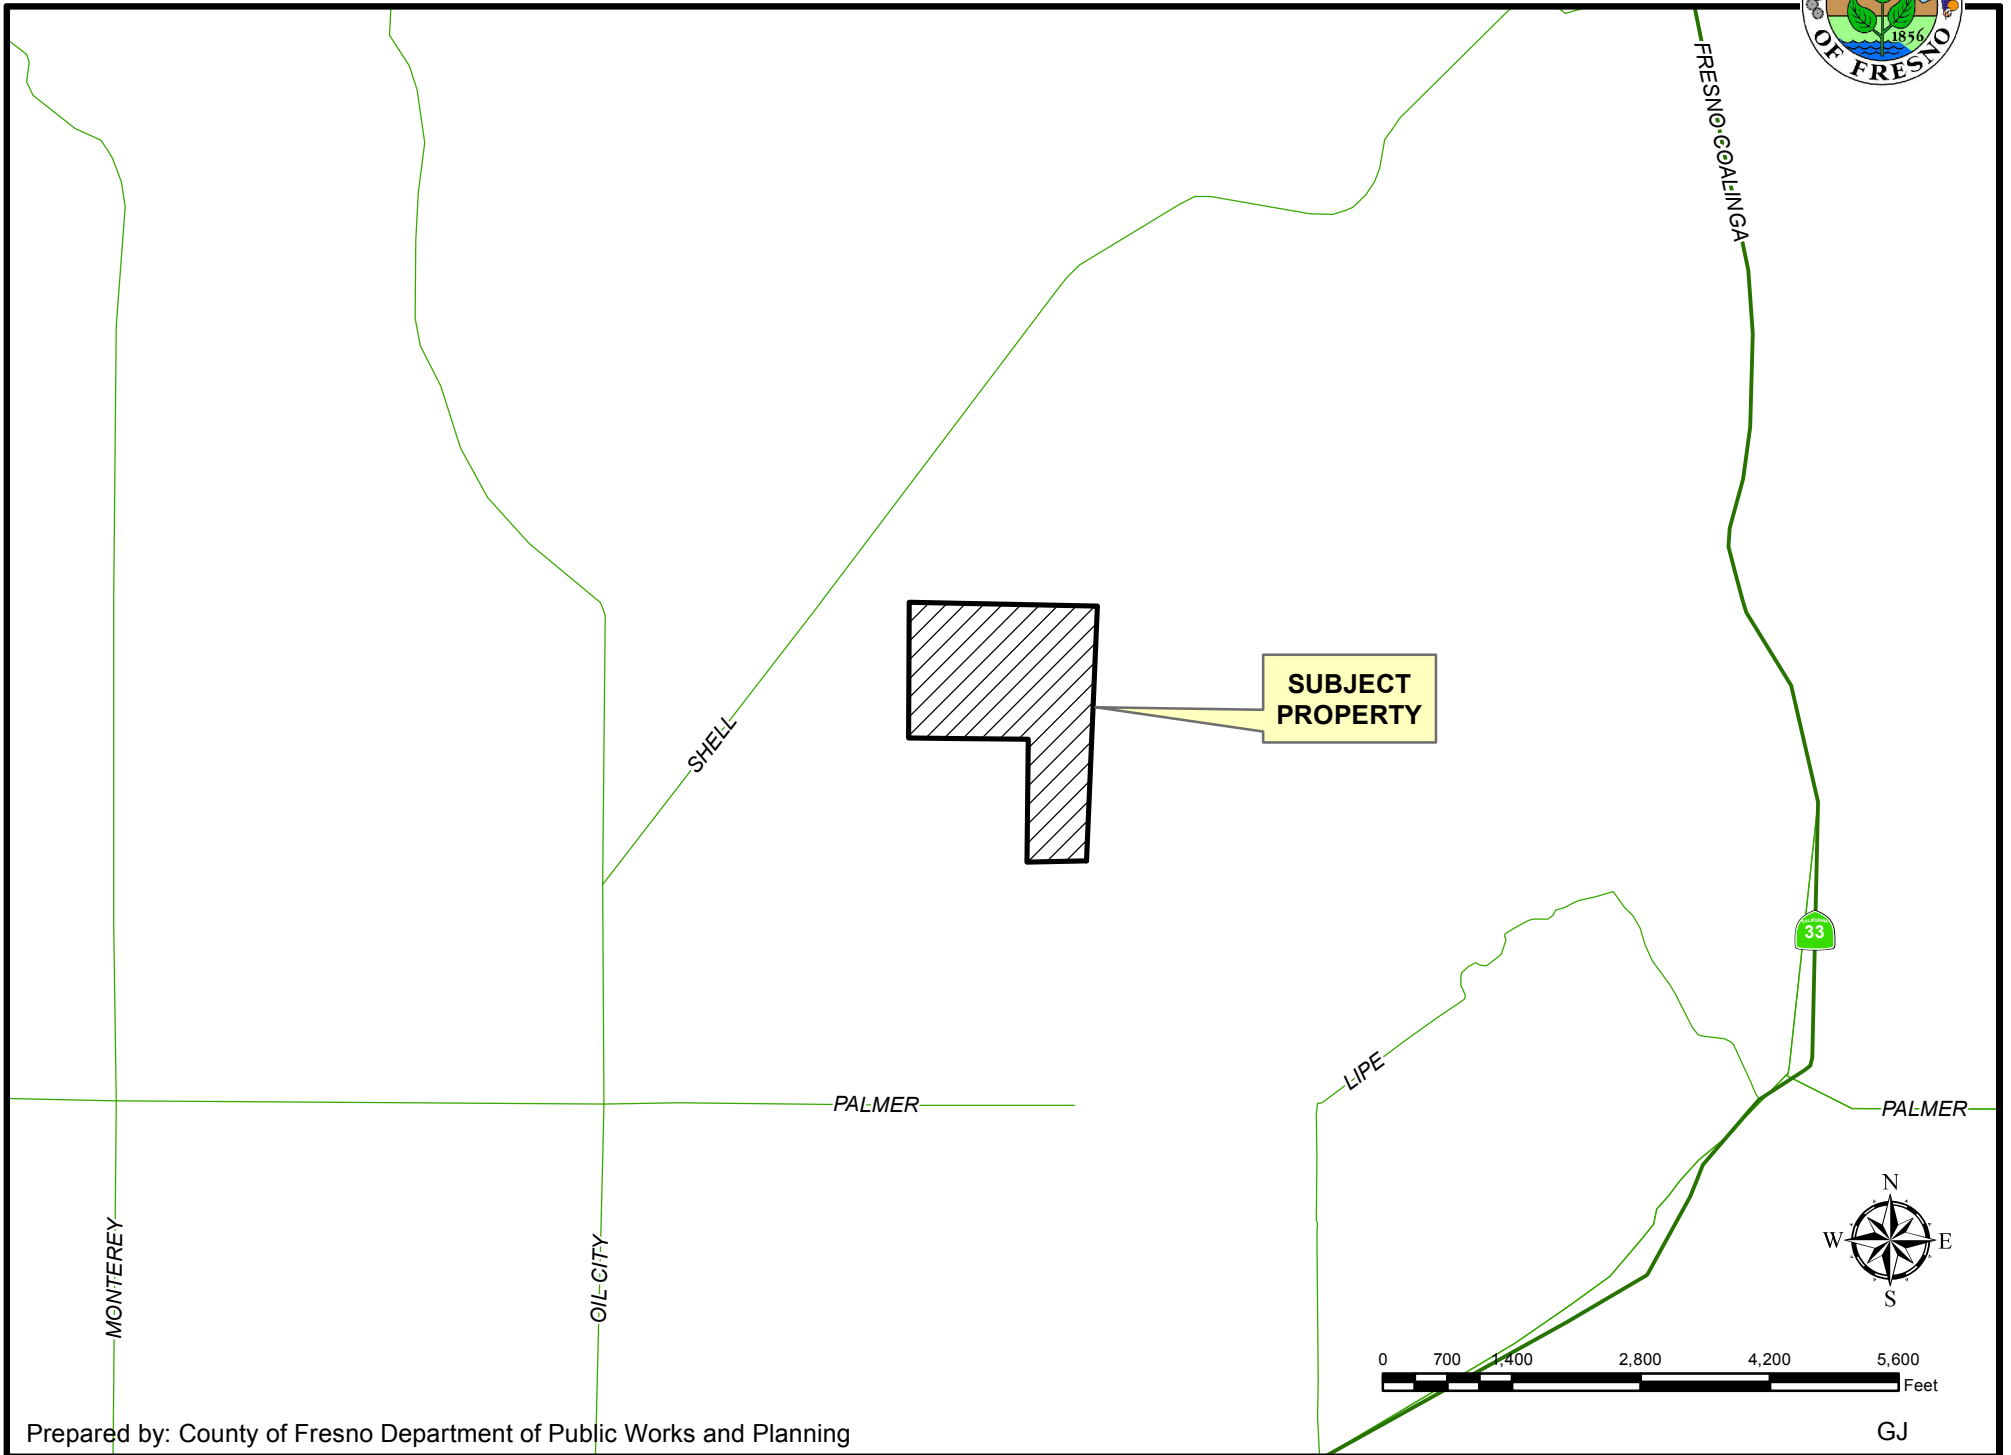 1856
OF FRESNO
FRESNO-COALINGA
SUBJECT
PROPERTY
SHELL
CALIFORNIA
33
LIPE
PALMER
PALMER
MONTEREY
OIL CITY
N
W E
S
0 700 1,400 2,800 4,200 5,600
Feet
Prepared by: County of Fresno Department of Public Works and Planning
GJ